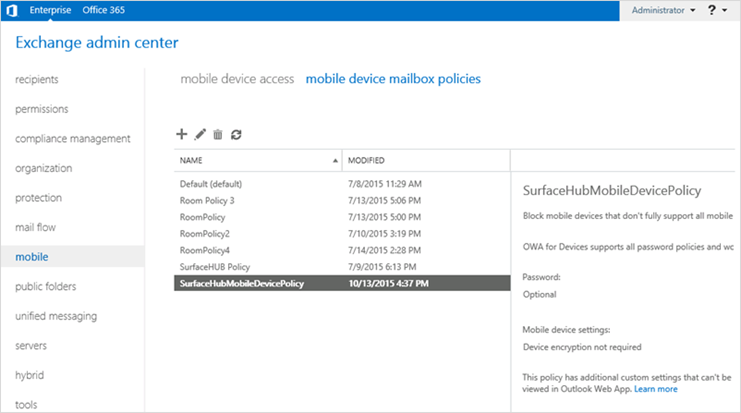 Enterprise Office 365 Administrator ?
Exchange admin center
recipients
permissions
compliance management
organization
protection
mail flow
mobile
public folders
unified messaging
servers
hybrid
tools
mobile device access mobile device mailbox policies
NAME MODIFIED
Default (default) 7/8/2015 11:29 AM
Room Policy 3 7/13/2015 5:06 PM
RoomPolicy 7/13/2015 5:00 PM
RoomPolicy2 7/10/2015 3:19 PM
RoomPolicy4 7/14/2015 2:28 PM
SurfaceHUB Policy 7/9/2015 6:13 PM
SurfaceHubMobileDevicePolicy 10/13/2015 4:37 PM
SurfaceHubMobileDevicePolicy
Block mobile devices that don't fully support all mobile
OWA for Devices supports all password policies and wc
Password:
Optional
Mobile device settings:
Device encryption not required
This policy has additional custom settings that can't be
viewed in Outlook Web App. Learn more